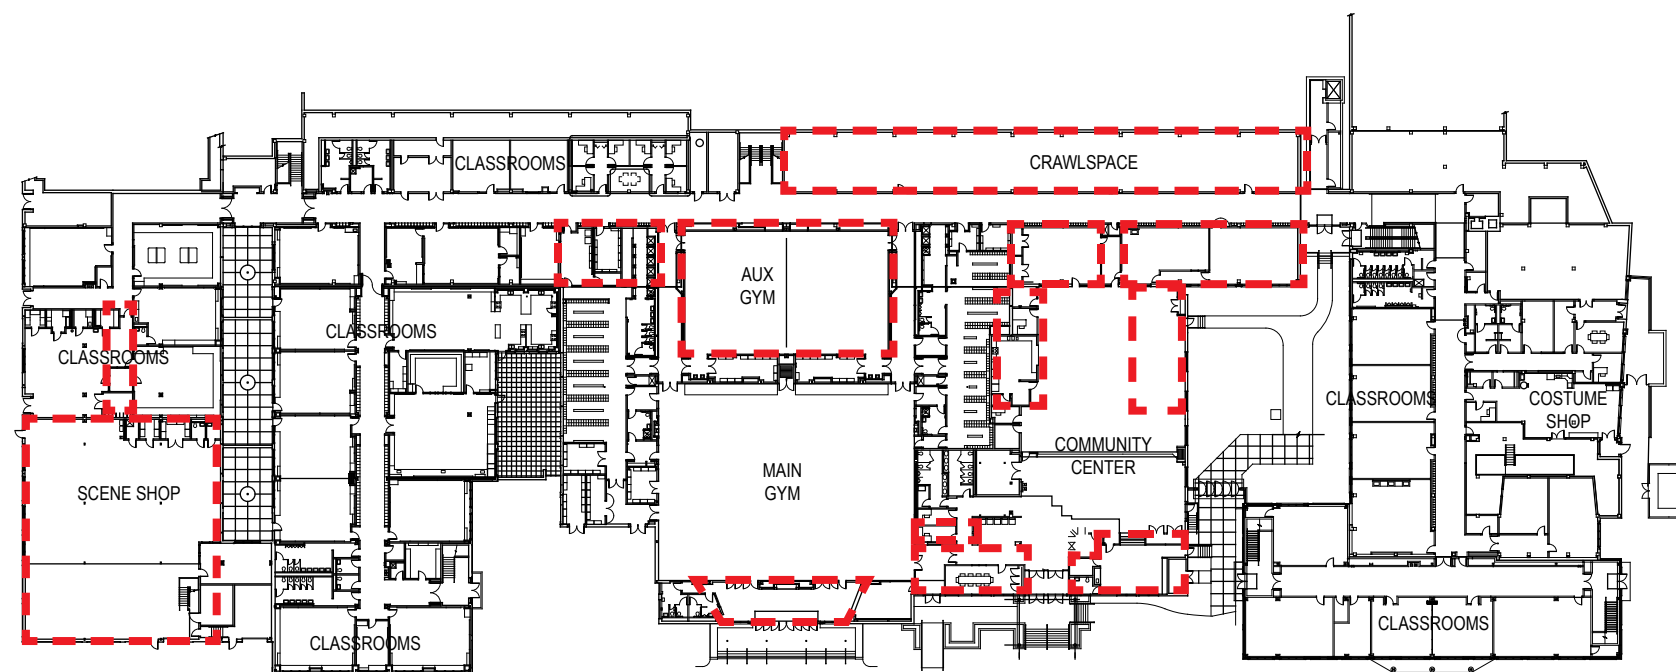 CLASSROOMS
CRAWLSPACE
AUX
GYM
CLASSROOMS
CLASSROOMS
CLASSROOMS
COSTUME
SHOP
COMMUNITY
CENTER
MAIN
GYM
SCENE SHOP
CLASSROOMS
CLASSROOMS